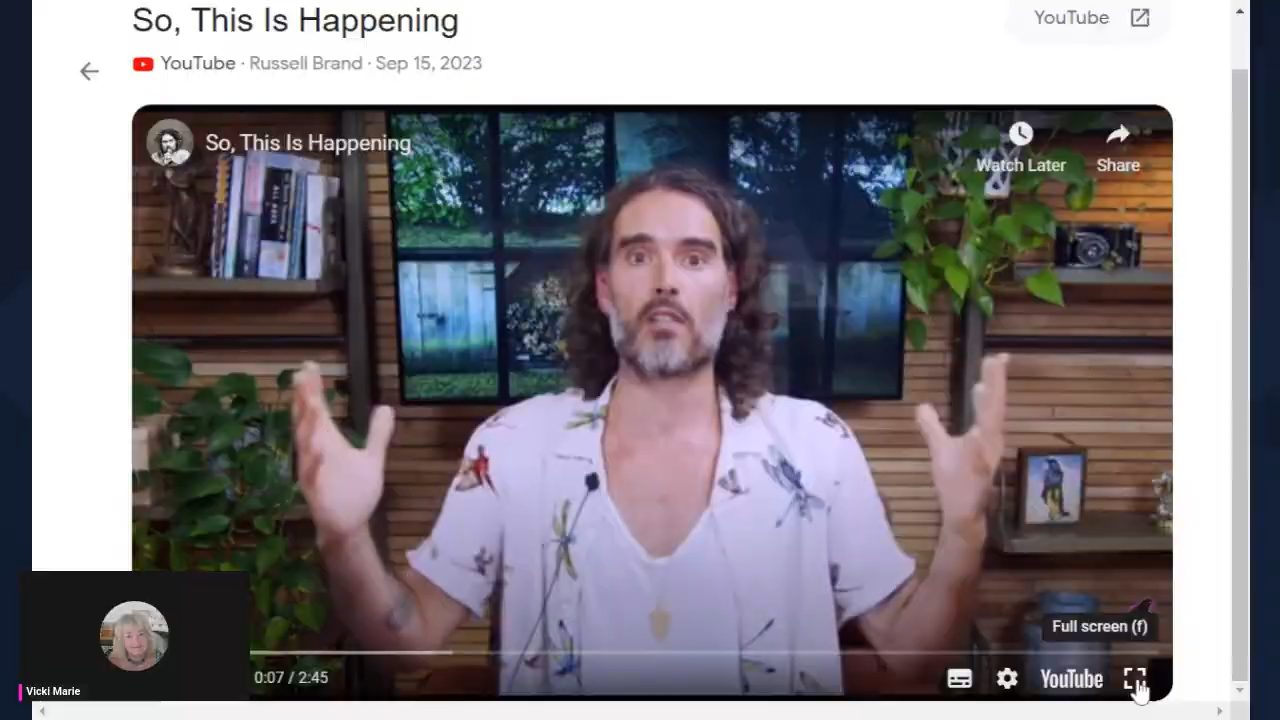 So, This Is Happening
YouTube
YouTube · Russell Brand · Sep 15, 2023
So, This Is Happening
Watch Later
Share
Full screen (f)
0:07 / 2:45
YouTube
Vicki Marie